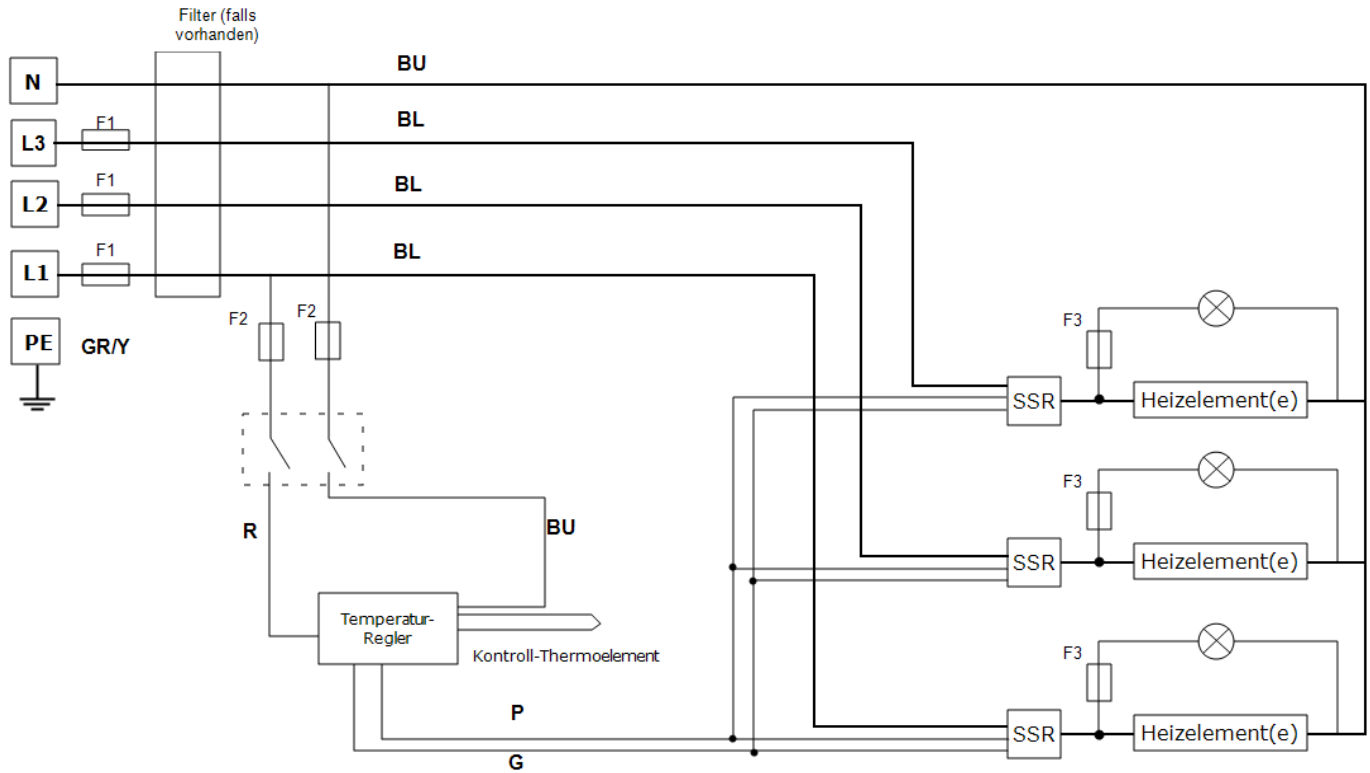 Filter (falls
vorhanden)
N
BU
L3
F1
BL
L2
F1
BL
L1
F1
BL
PE
GR/Y
F2
F2
F3
SSR
Heizelement(e)
R
BU
F3
SSR
Heizelement(e)
Temperatur-
Regler
Kontroll-Thermoelement
F3
P
SSR
Heizelement(e)
G